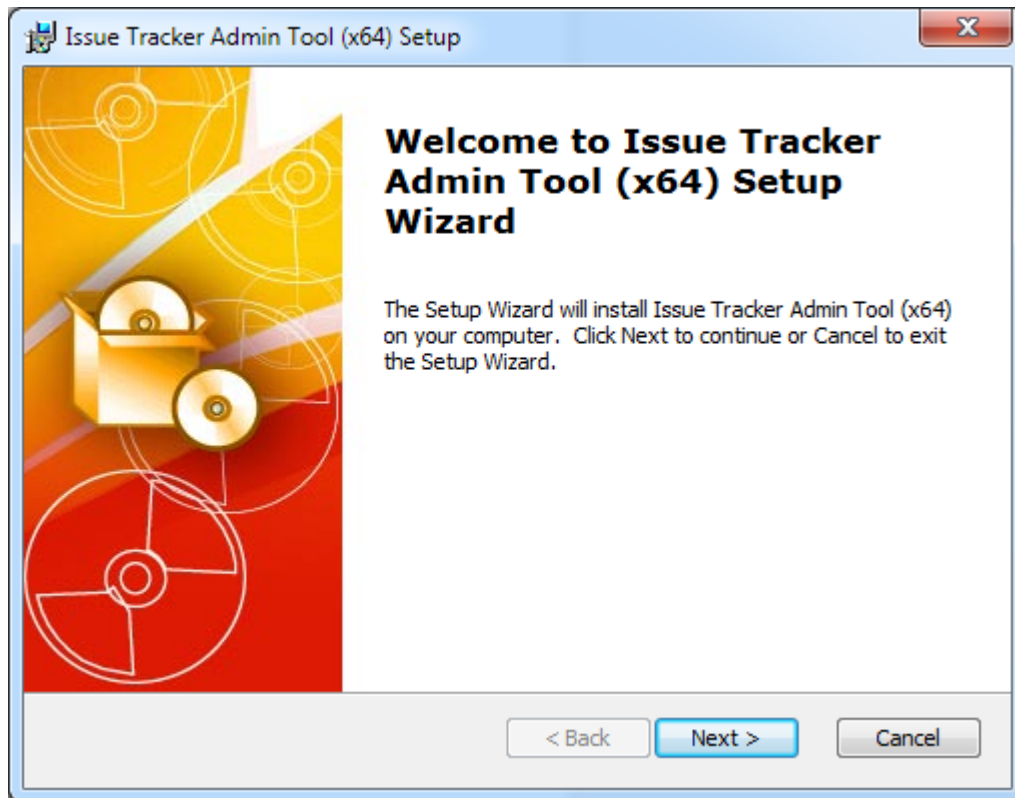 Issue Tracker Admin Tool (x64) Setup
Welcome to Issue Tracker
Admin Tool (x64) Setup
Wizard
The Setup Wizard will install Issue Tracker Admin Tool (x64)
on your computer.  Click Next to continue or Cancel to exit
the Setup Wizard.
< Back
Next >
Cancel